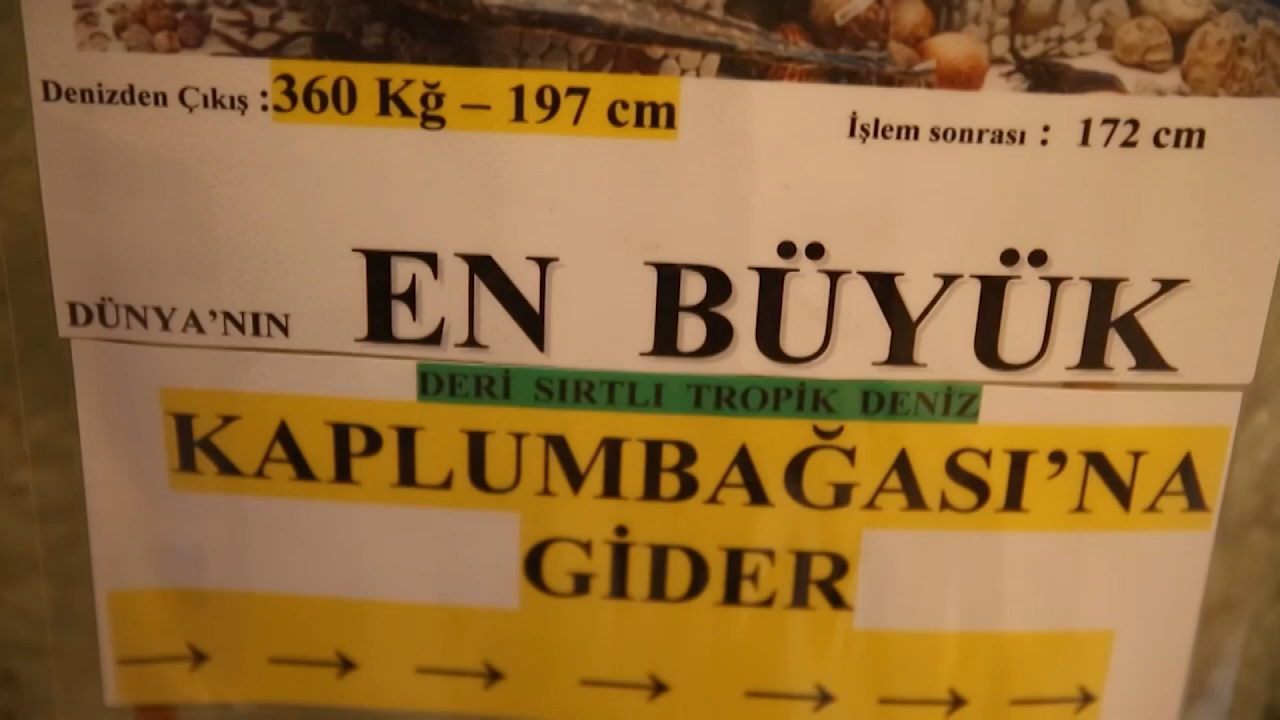 Denizden Çıkış :360 Kğ – 197 cm
İşlem sonrası : 172 cm
DÜNYA'NIN EN BÜYÜK
DERİ SIRTLI TROPİK DENİZ
KAPLUMBAĞASI'NA
GİDER
→ → → → → → →